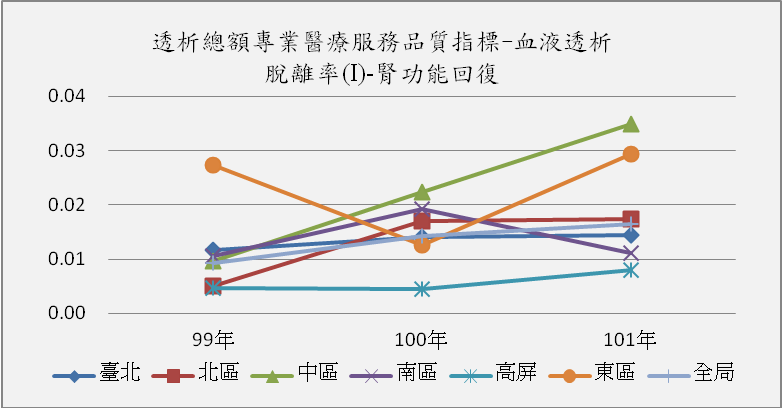 透析總額專業醫療服務品質指標-血液透析
脫離率(I)-腎功能回復
0.04
0.03
0.02
0.01
0.00
99年 100年 101年
臺北 北區 中區 南區 高屏 東區 全局